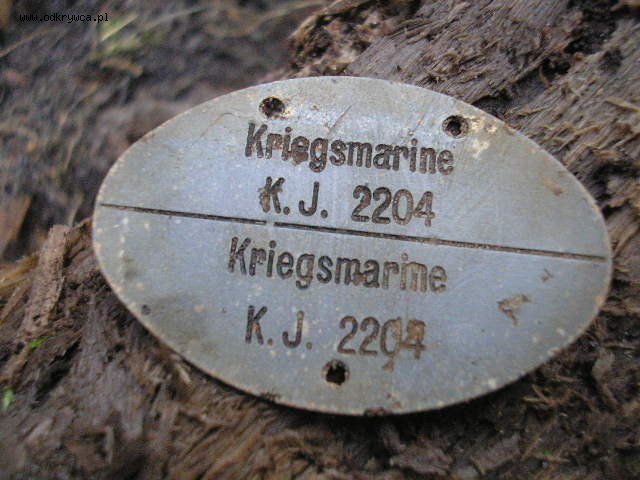 www.odkrywca.pl
Kriegsmarine
K. J. 2204
Kriegsmarine
K. J. 2204